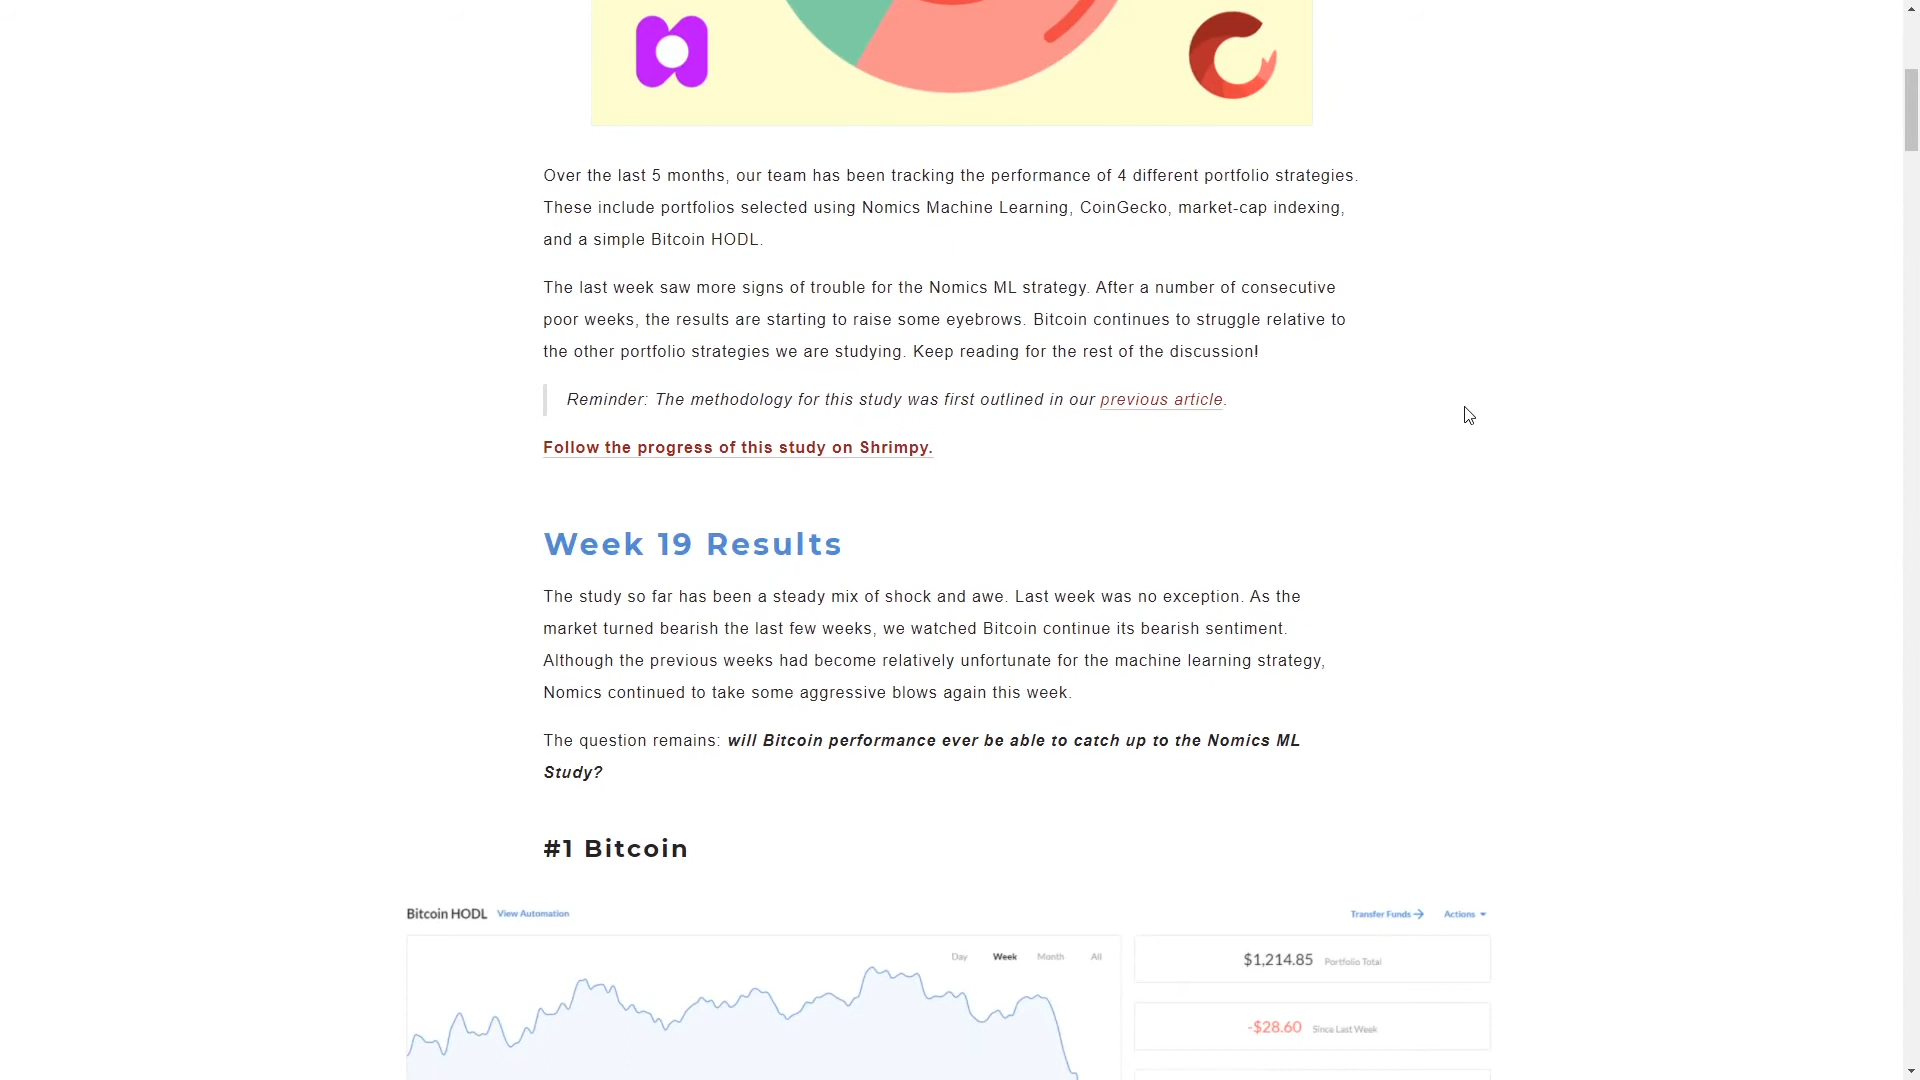 Over the last 5 months, our team has been tracking the performance of 4 different portfolio strategies.
These include portfolios selected using Nomics Machine Learning, CoinGecko, market-cap indexing,
and a simple Bitcoin HODL.
The last week saw more signs of trouble for the Nomics ML strategy. After a number of consecutive
poor weeks, the results are starting to raise some eyebrows. Bitcoin continues to struggle relative to
the other portfolio strategies we are studying. Keep reading for the rest of the discussion!
Reminder: The methodology for this study was first outlined in our previous article.
Follow the progress of this study on Shrimpy.
Week 19 Results
The study so far has been a steady mix of shock and awe. Last week was no exception. As the
market turned bearish the last few weeks, we watched Bitcoin continue its bearish sentiment.
Although the previous weeks had become relatively unfortunate for the machine learning strategy,
Nomics continued to take some aggressive blows again this week.
The question remains: will Bitcoin performance ever be able to catch up to the Nomics ML
Study?
#1 Bitcoin
Bitcoin HODL View Automation Transfer Funds Actions
Day Week Month All
$1,214.85 Portfolio Total
-$28.60 Since Last Week